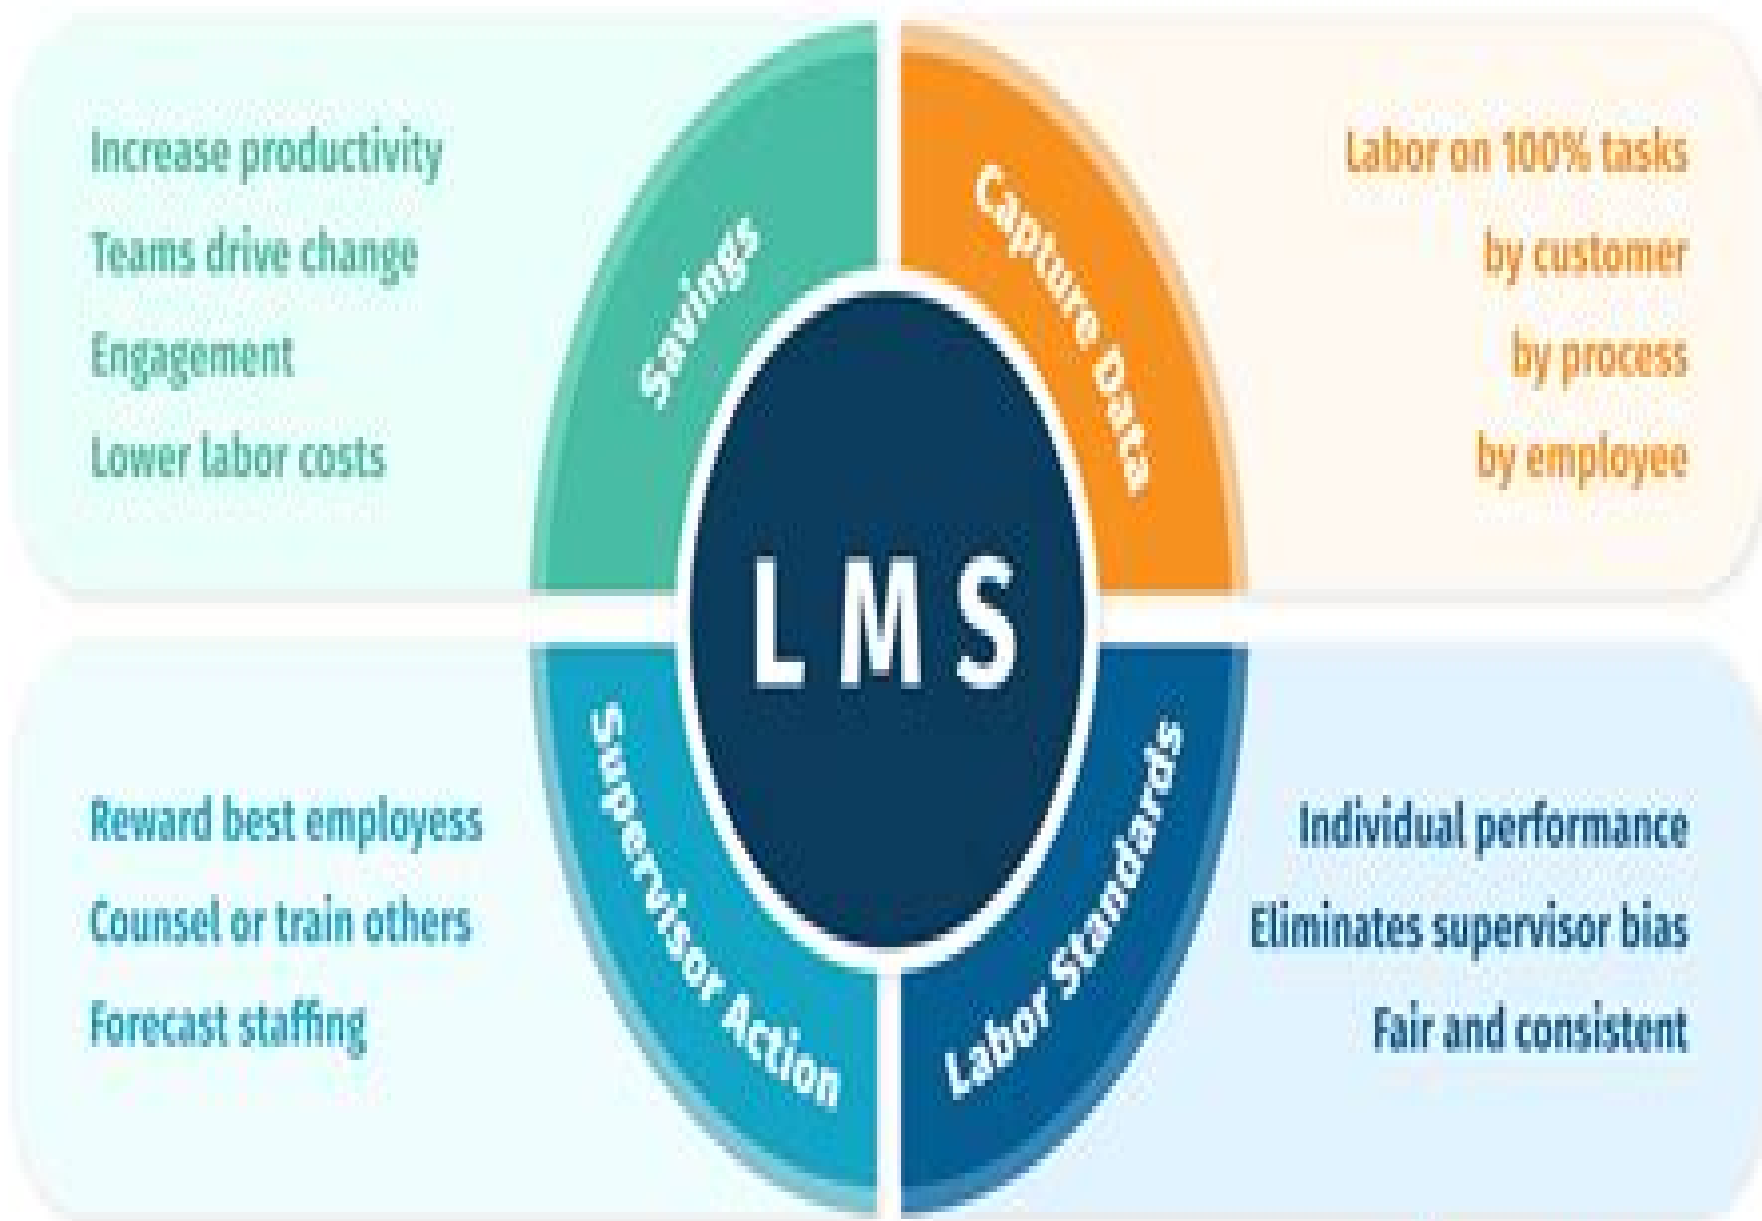 Increase productivity
Teams drive change
Engagement
Lower labor costs
Savings
Capture Data
Labor on 100% tasks
by customer
by process
by employee
L M S
Reward best employess
Counsel or train others
Forecast staffing
Supervisor Action
Labor Standards
Individual performance
Eliminates supervisor bias
Fair and consistent